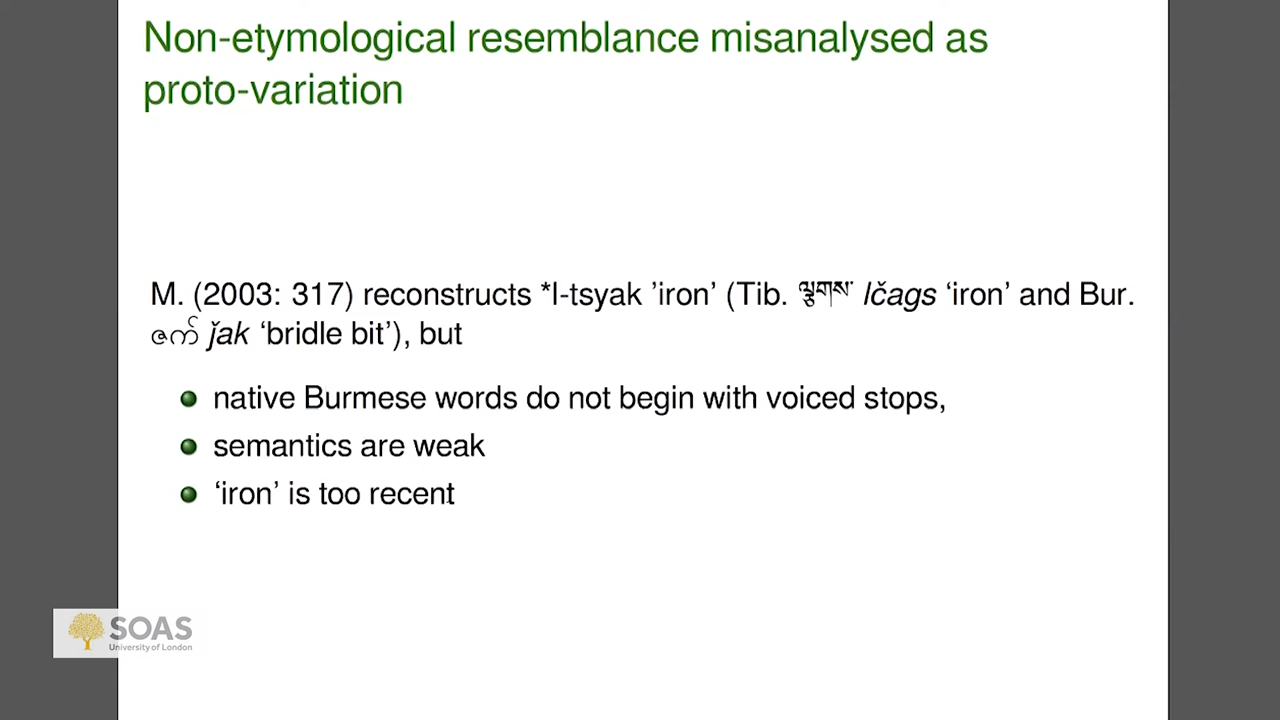 Non-etymological resemblance misanalysed as
proto-variation
M. (2003: 317) reconstructs *l-tsyak ’iron’ (Tib. ལྕགས་ lčags ‘iron’ and Bur.
ဇက် ǰak ‘bridle bit’), but
native Burmese words do not begin with voiced stops,
semantics are weak
‘iron’ is too recent
SOAS
University of London